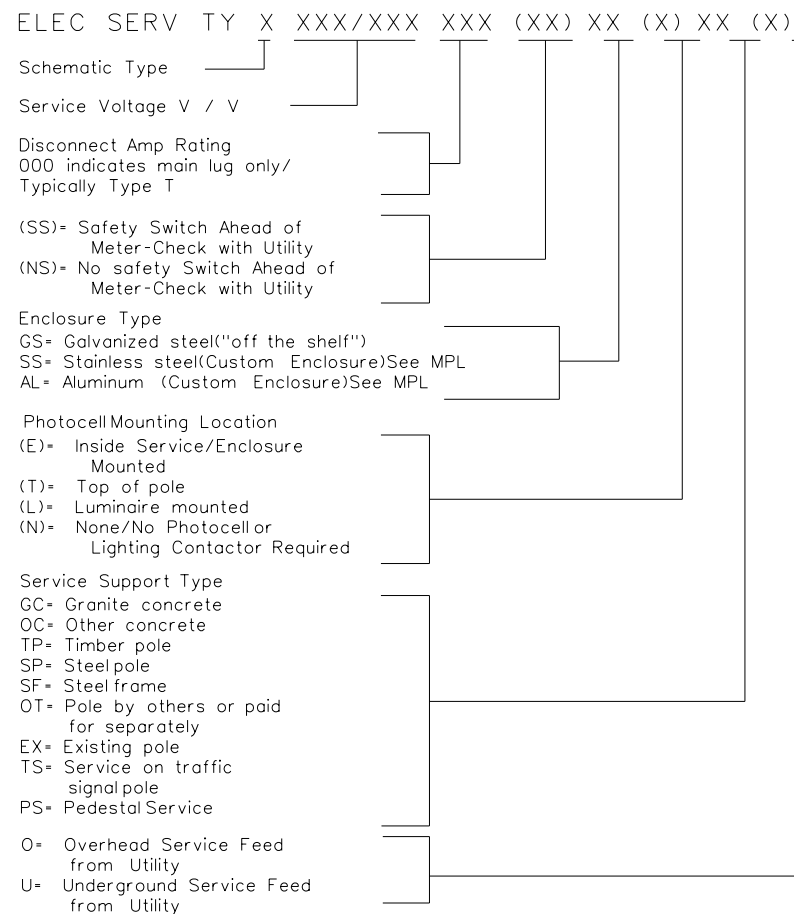 ELEC SERV TY X XXX/XXX XXX (XX) XX (X) XX (X)
Schematic Type
Service Voltage V / V
Disconnect Amp Rating
000 indicates main lug only/
Typically Type T
(SS)= Safety Switch Ahead of
Meter-Check with Utility
(NS)= No safety Switch Ahead of
Meter-Check with Utility
Enclosure Type
GS= Galvanized steel("off the shelf")
SS= Stainless steel(Custom Enclosure)See MPL
AL= Aluminum (Custom Enclosure)See MPL
Photocell Mounting Location
(E)= Inside Service/Enclosure
Mounted
(T)= Top of pole
(L)= Luminaire mounted
(N)= None/No Photocell or
Lighting Contactor Required
Service Support Type
GC= Granite concrete
OC= Other concrete
TP= Timber pole
SP= Steel pole
SF= Steel frame
OT= Pole by others or paid
for separately
EX= Existing pole
TS= Service on traffic
signal pole
PS= Pedestal Service
O= Overhead Service Feed
from Utility
U= Underground Service Feed
from Utility